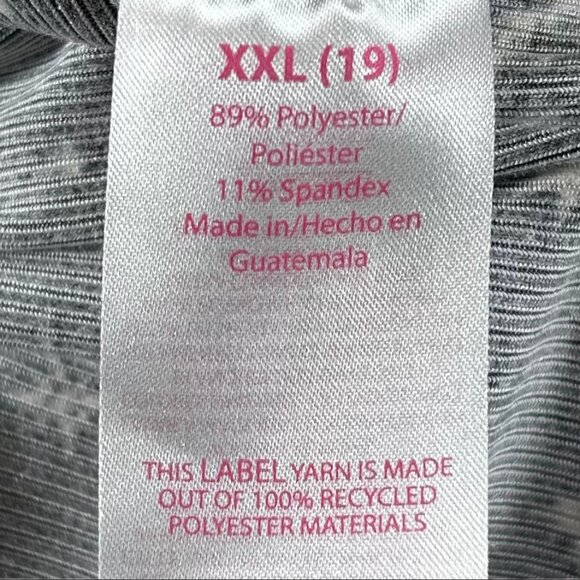 XXL (19)
89% Polyester/
Poliéster
11% Spandex
Made in/Hecho en
Guatemala
THIS LABEL YARN IS MADE
OUT OF 100% RECYCLED
POLYESTER MATERIALS